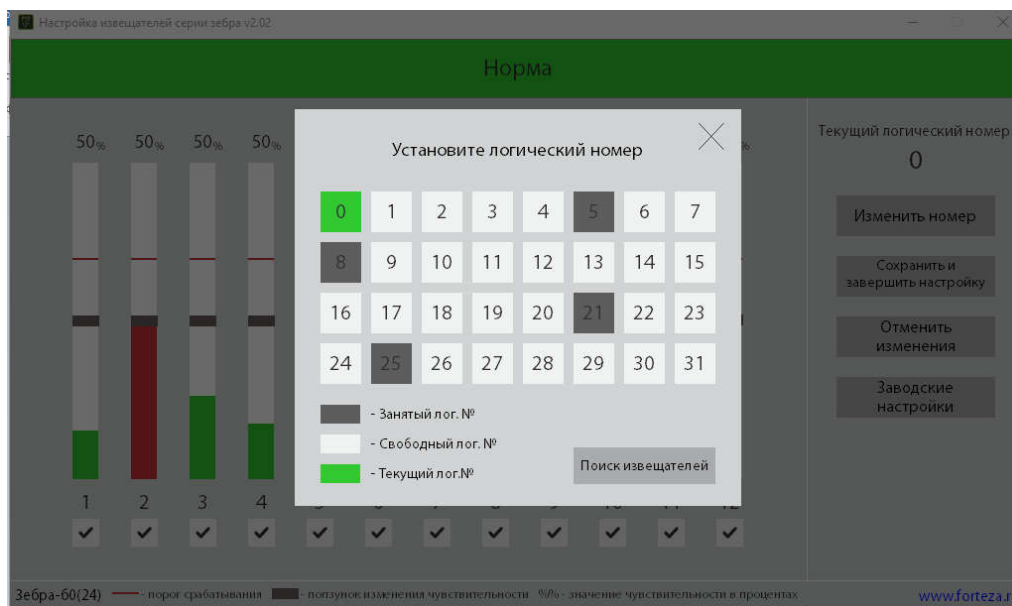 Настройка извещателей серии зебра v2.02
Норма
50% 50% 50% 50%
%
Установите логический номер
0 1 2 3 4 5 6 7
8 9 10 11 12 13 14 15
16 17 18 19 20 21 22 23
24 25 26 27 28 29 30 31
- Занятый лог. №
- Свободный лог. №
- Текущий лог.№
Поиск извещателей
Текущий логический номер
0
Изменить номер
Сохранить и
завершить настройку
Отменить
изменения
Заводские
настройки
1 2 3 4
Зебра-60(24) - порог срабатывания - ползунок изменения чувствительности %% - значение чувствительности в процентах
www.forteza.r